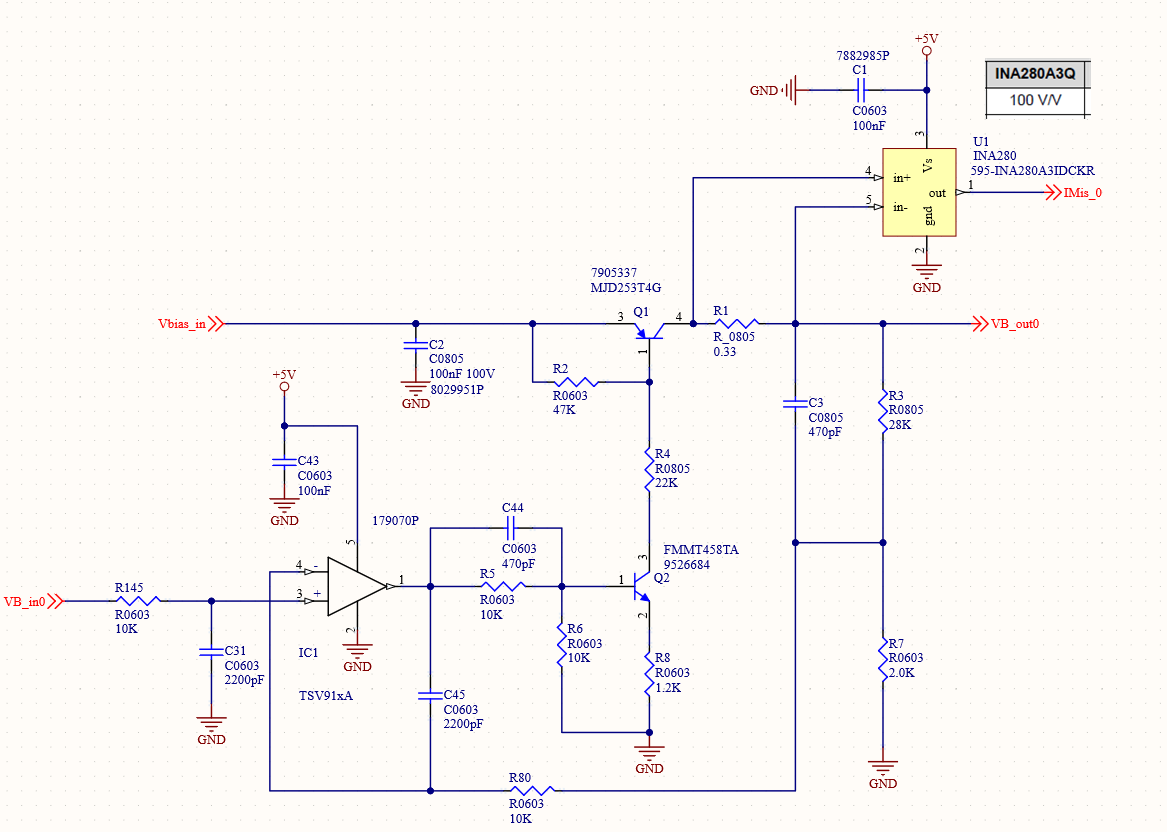 +5V
7882985P
C1
GND
C0603
100nF
INA280A3Q
100 V/V
3
Vs
U1
INA280
595-INA280A3IDCKR
4
in+
out
1
IMis_0
5
in-
gnd
2
GND
7905337
MJD253T4G
Vbias_in
3
Q1
4
R1
R_0805
0.33
VB_out0
1
C2
C0805
100nF 100V
8029951P
GND
R2
R0603
47K
+5V
C3
C0805
470pF
R3
R0805
28K
C43
C0603
100nF
GND
R4
R0805
22K
179070P
C44
C0603
470pF
5
FMMT458TA
9526684
3
Q2
1
2
4
-
3
+
1
2
R5
R0603
10K
VB_in0
R145
R0603
10K
C31
C0603
2200pF
GND
IC1
GND
TSV91xA
R6
R0603
10K
R8
R0603
1.2K
R7
R0603
2.0K
C45
C0603
2200pF
GND
GND
R80
R0603
10K